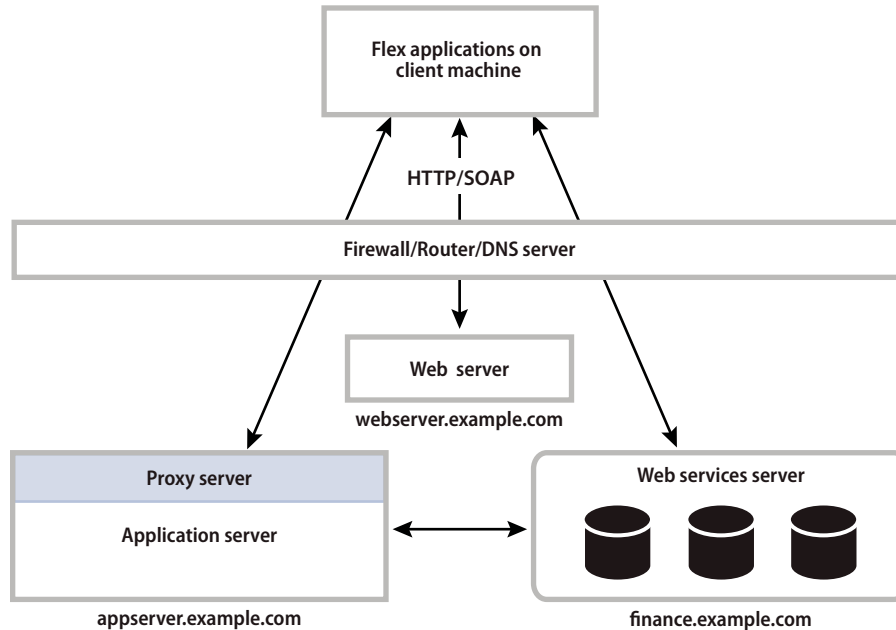 Flex applications on
client machine
HTTP/SOAP
Firewall/Router/DNS server
Web server
webserver.example.com
Proxy server
Application server
appserver.example.com
Web services server
finance.example.com